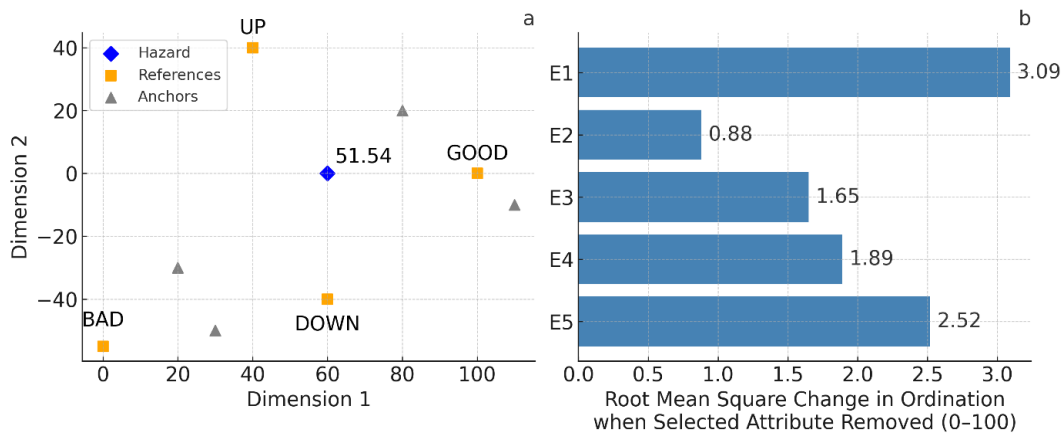 a
UP
40
Hazard
References
Anchors
20
51.54
GOOD
0
−20
−40
BAD
DOWN
0
20
40
60
80
100
Dimension 1
Dimension 2
b
E1
3.09
E2
0.88
E3
1.65
E4
1.89
E5
2.52
0.0
0.5
1.0
1.5
2.0
2.5
3.0
Root Mean Square Change in Ordination
when Selected Attribute Removed (0–100)